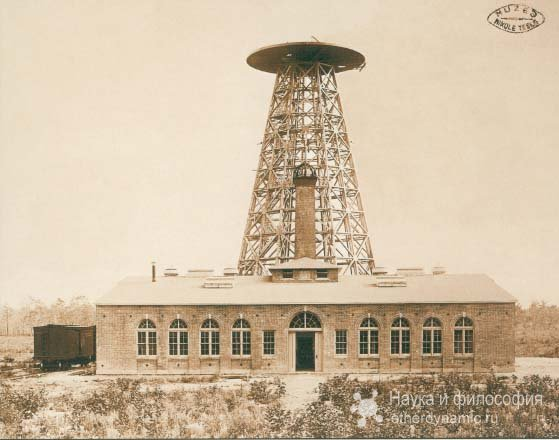 MUZEJ
NIKOLE TESLE
Наука и философия
etherdynamic.ru